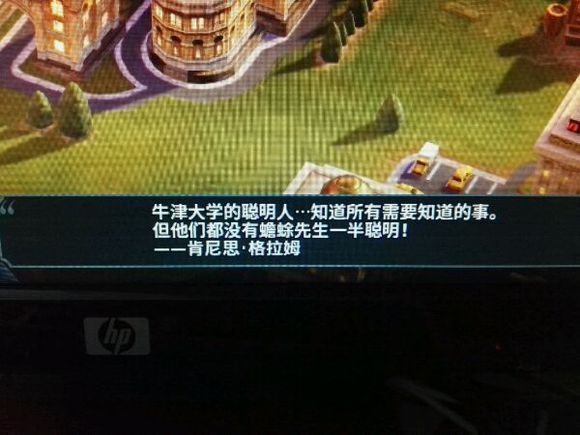 牛津大学的聪明人…知道所有需要知道的事。
但他们都没有蟾蜍先生一半聪明！
——肯尼思·格拉姆
hp